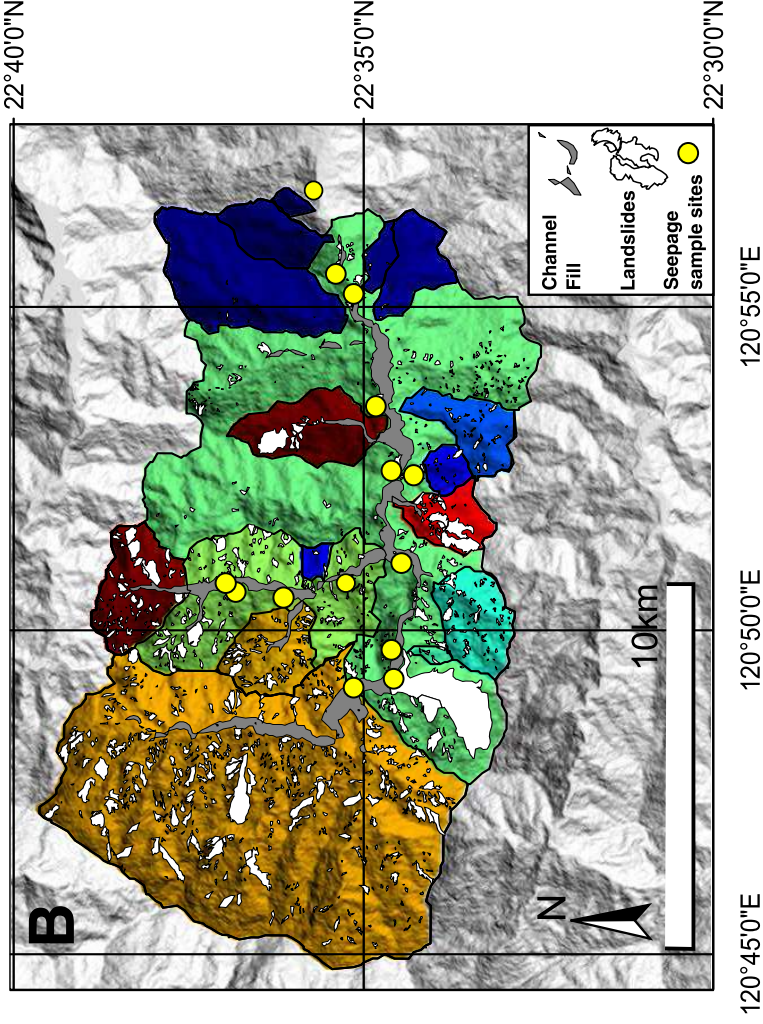 B
22°40'0"N
22°35'0"N
22°30'0"N
120°45'0"E
120°50'0"E
120°55'0"E
N
10km
Channel
Fill
Landslides
Seepage
sample sites